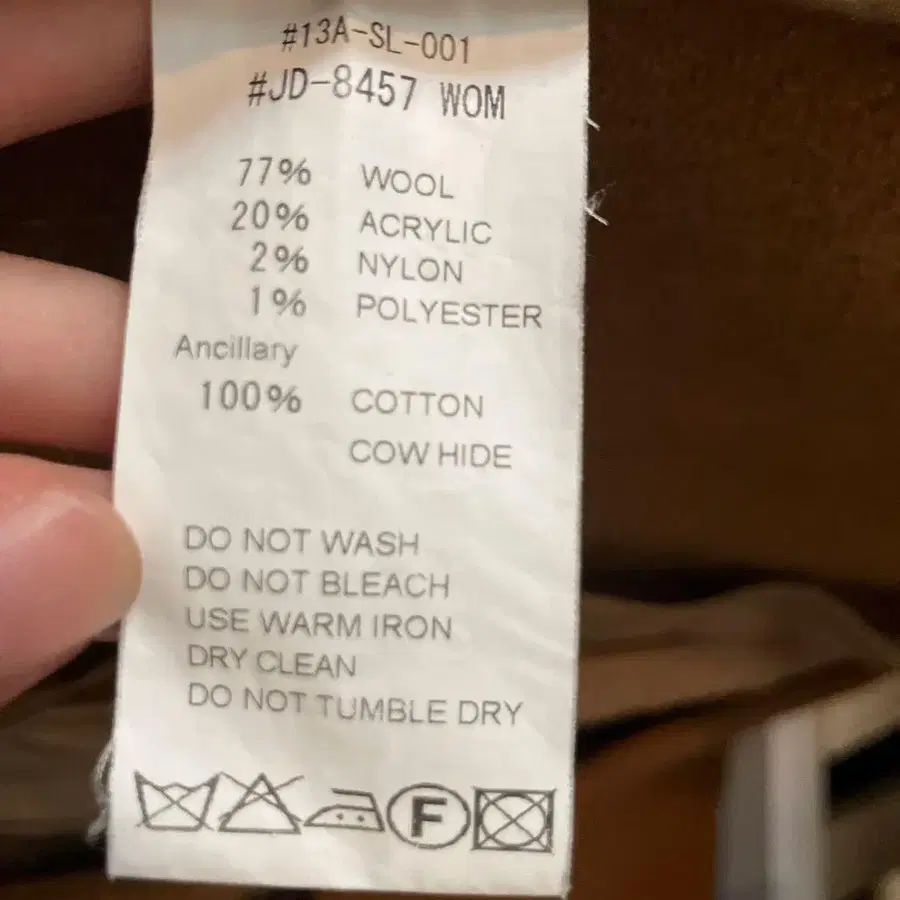 #13A-SL-001
#JD-8457 WOM
77% WOOL
20% ACRYLIC
2% NYLON
1% POLYESTER
Ancillary
100% COTTON
COW HIDE
DO NOT WASH
DO NOT BLEACH
USE WARM IRON
DRY CLEAN
DO NOT TUMBLE DRY
F